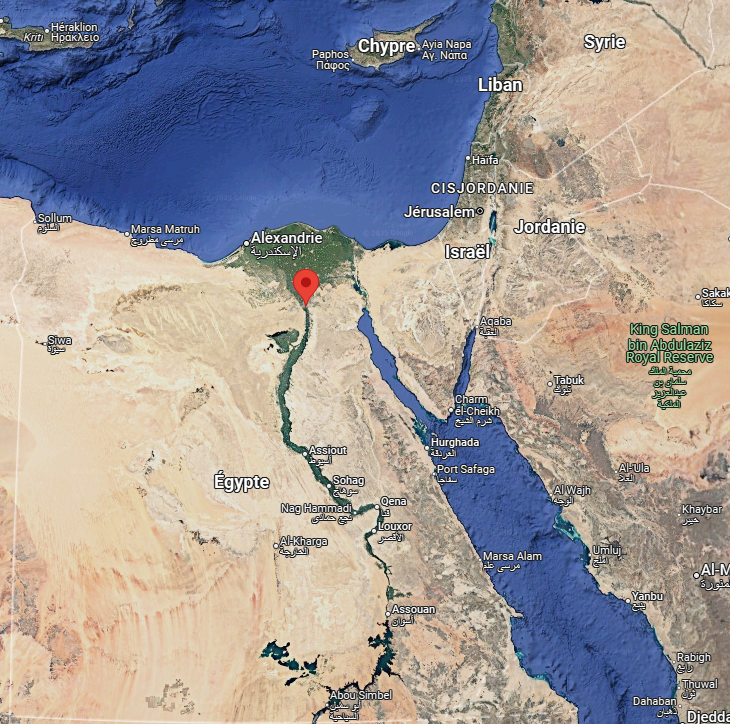 Héraklion
Ηράκλειο
Kriti
Chypre
Ayia Napa
Αγ. Νάπα
Paphos
Πάφος
Syrie
Liban
Haïfa
CISJORDANIE
Jérusalem
Jordanie
Israël
Sollum
السلوم
Marsa Matruh
مرسى مطروح
Alexandrie
الإسكندرية
Sakak
سكاكا
Aqaba
العقبة
King Salman
bin Abdulaziz
Royal Reserve
محمية الملك
سلمان بن
عبدالعزيز
الملكية
Siwa
سيوة
Tabuk
تبوك
Charm
el-Cheikh
شرم الشيخ
Hurghada
الغردقة
Port Safaga
سفاجا
Assiout
أسيوط
Al-Ula
العلا
Égypte
Sohag
سوهاج
Al Wajh
الوجه
Nag Hammadi
نجع حمادى
Qena
قنا
Khaybar
خيبر
Louxor
الأقصر
Al-Kharga
الخارجة
Umluj
أملج
Marsa Alam
مرسى علم
Al-M
Yanbu
ينبع
Assouan
أسوان
Rabigh
رابغ
Thuwal
ثول
Abou Simbel
أبو سمبل
السياحية
Dahaban
ذهبان
Djedda